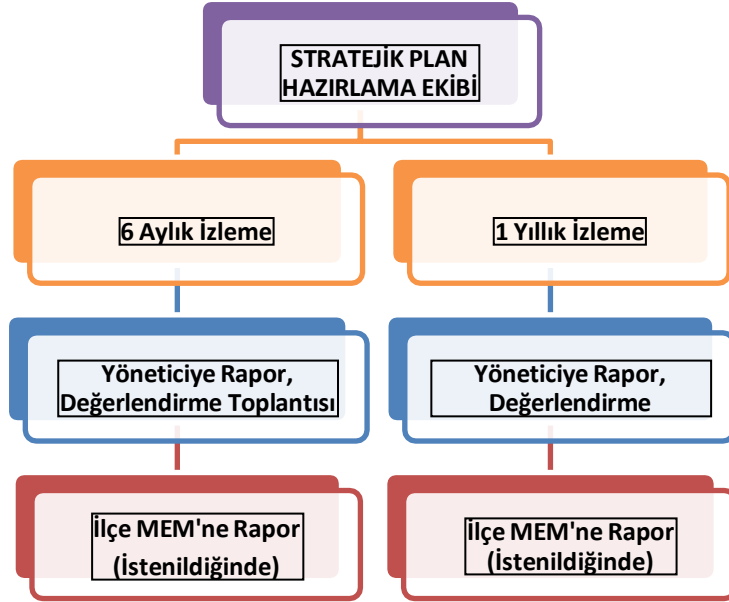 STRATEJİK PLAN
HAZIRLAMA EKİBİ
6 Aylık İzleme
1 Yıllık İzleme
Yöneticiye Rapor,
Değerlendirme Toplantısı
Yöneticiye Rapor,
Değerlendirme
İlçe MEM'ne Rapor
(İstenildiğinde)
İlçe MEM'ne Rapor
(İstenildiğinde)